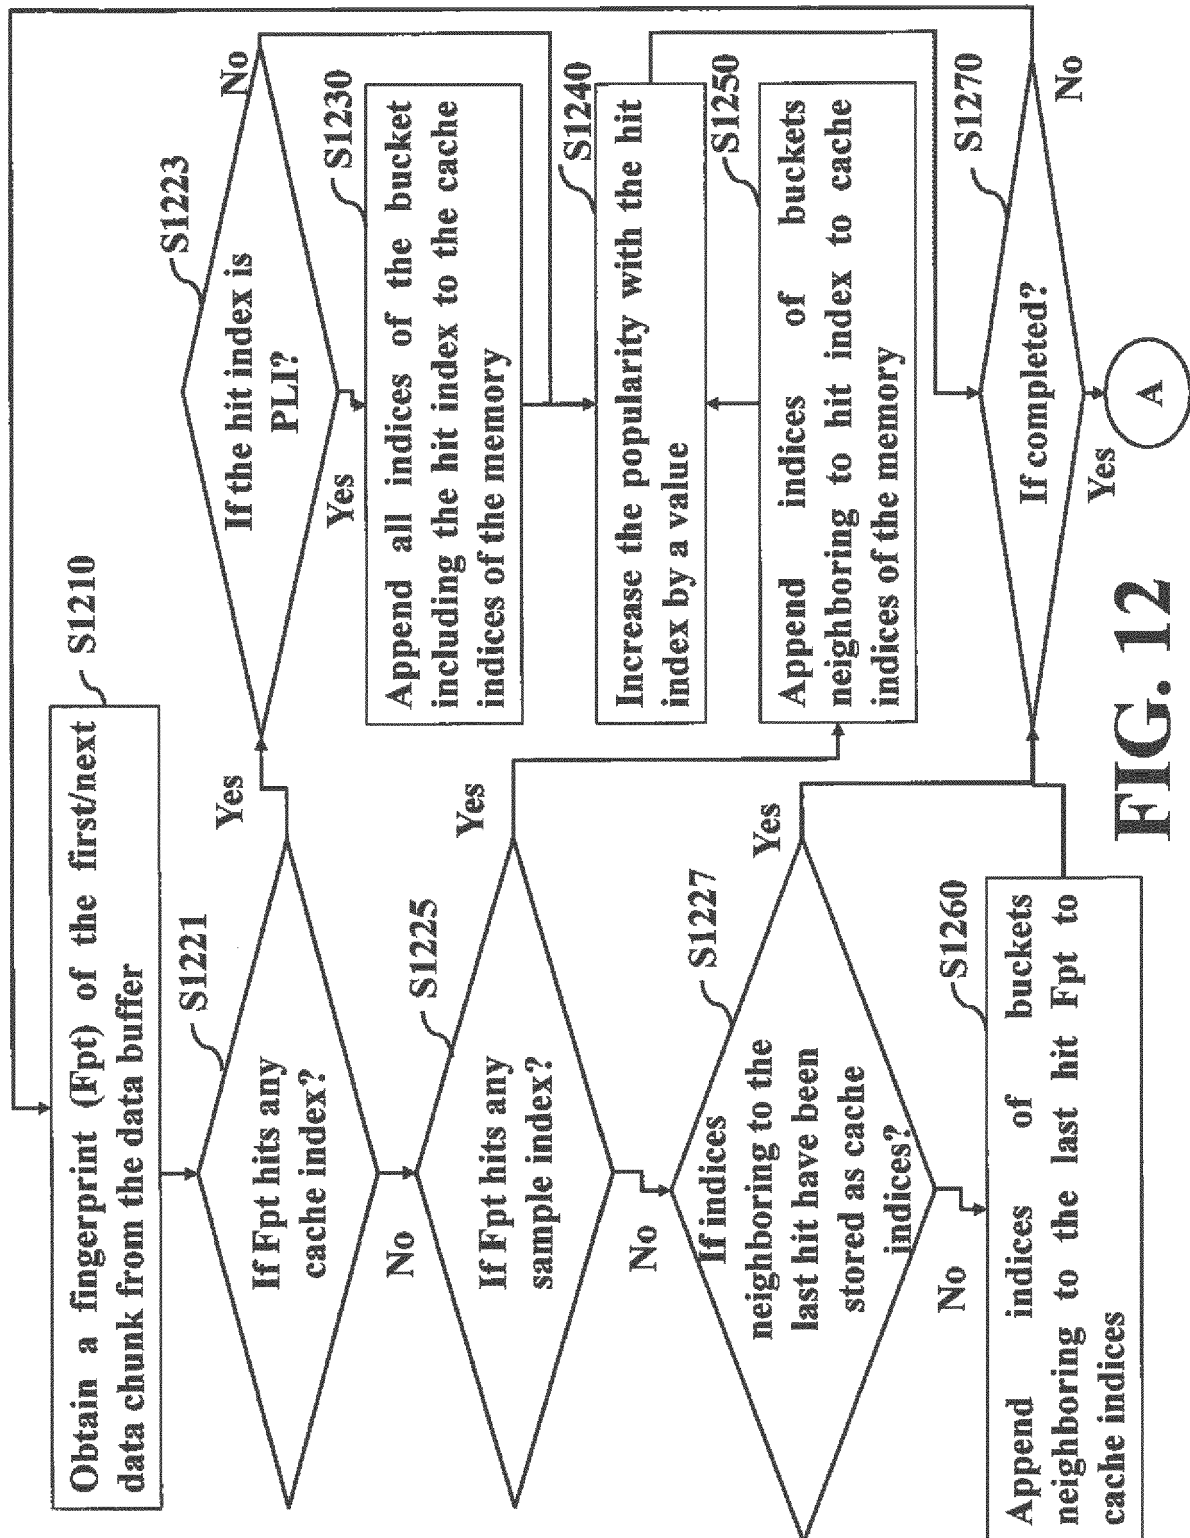 Obtain a fingerprint (Fpt) of the first/next
data chunk from the data buffer
S1210
If Fpt hits any
cache index?
S1221
Yes
No
If the hit index is
PLI?
S1223
No
Yes
Append all indices of the bucket
including the hit index to the cache
indices of the memory
S1230
If Fpt hits any
sample index?
S1225
Yes
No
Increase the popularity with the hit
index by a value
S1240
Append indices of buckets
neighboring to hit index to cache
indices of the memory
S1250
If indices
neighboring to the
last hit have been
stored as cache
indices?
S1227
Yes
No
Append indices of buckets
neighboring to the last hit Fpt to
cache indices
S1260
If completed?
S1270
No
Yes
A
FIG. 12